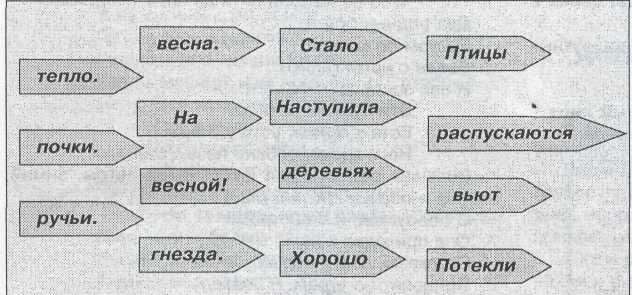 весна.
Стало
Птицы
тепло.
На
Наступила
распускаются
почки.
весной!
деревьях
вьют
ручьи.
гнезда.
Хорошо
Потекли